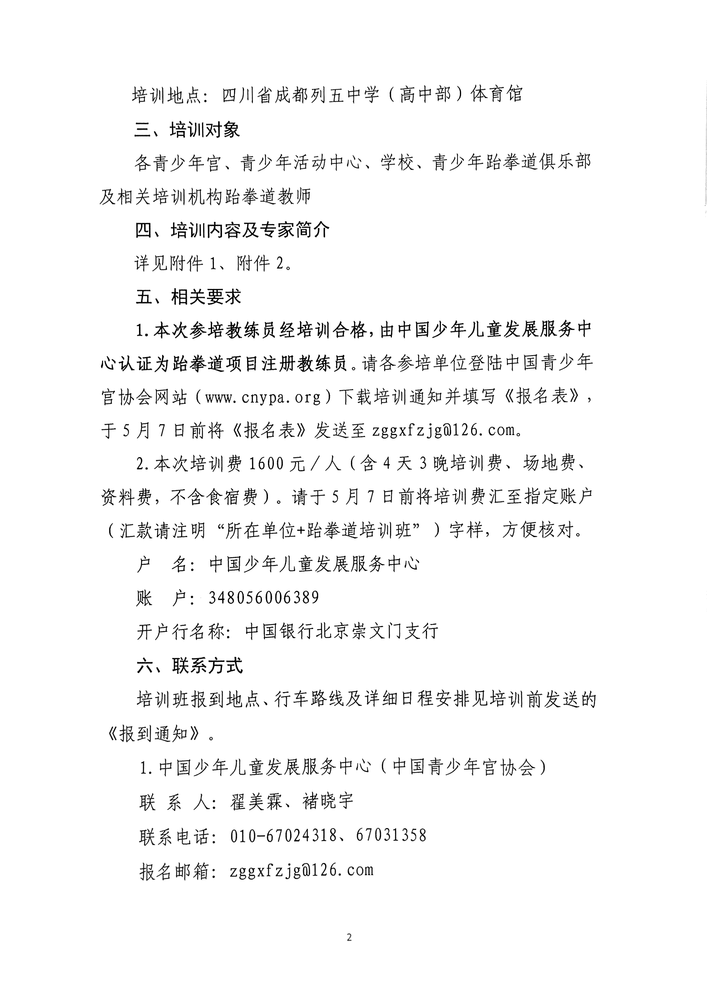 培训地点：四川省成都列五中学（高中部）体育馆
三、培训对象
各青少年宫、青少年活动中心、学校、青少年跆拳道俱乐部
及相关培训机构跆拳道教师
四、培训内容及专家简介
详见附件 1、附件 2。
五、相关要求
1.本次参培教练员经培训合格，由中国少年儿童发展服务中
心认证为跆拳道项目注册教练员。请各参培单位登陆中国青少年
宫协会网站（www.cnypa.org）下载培训通知并填写《报名表》，
于 5 月 7 日前将《报名表》发送至 zggxfzjg@126.com。
2.本次培训费 1600 元／人（含 4 天 3 晚培训费、场地费、
资料费，不含食宿费）。请于 5 月 7 日前将培训费汇至指定账户
（汇款请注明“所在单位+跆拳道培训班”）字样，方便核对。
户　名：中国少年儿童发展服务中心
账　户：348056006389
开户行名称：中国银行北京崇文门支行
六、联系方式
培训班报到地点、行车路线及详细日程安排见培训前发送的
《报到通知》。
1.中国少年儿童发展服务中心（中国青少年宫协会）
联 系 人：翟美霖、褚晓宇
联系电话：010-67024318、67031358
报名邮箱：zggxfzjg@126.com
2